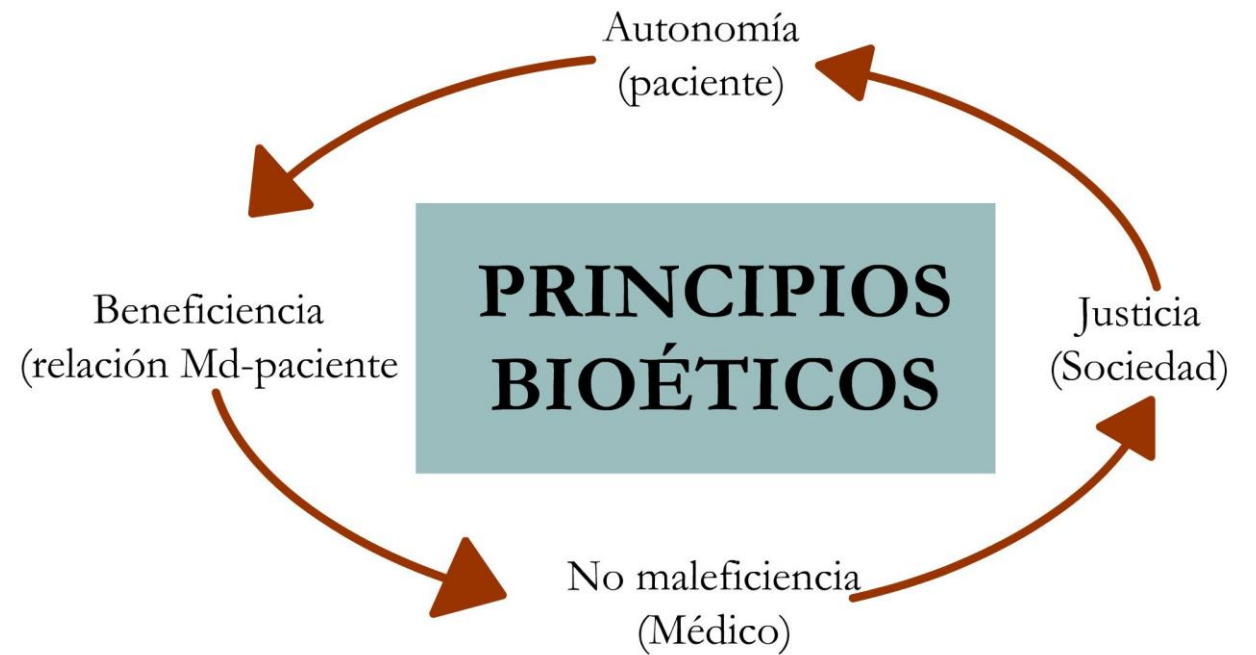 Autonomía
(paciente)
PRINCIPIOS
BIOÉTICOS
Beneficiencia
(relación Md-paciente
Justicia
(Sociedad)
No maleficiencia
(Médico)